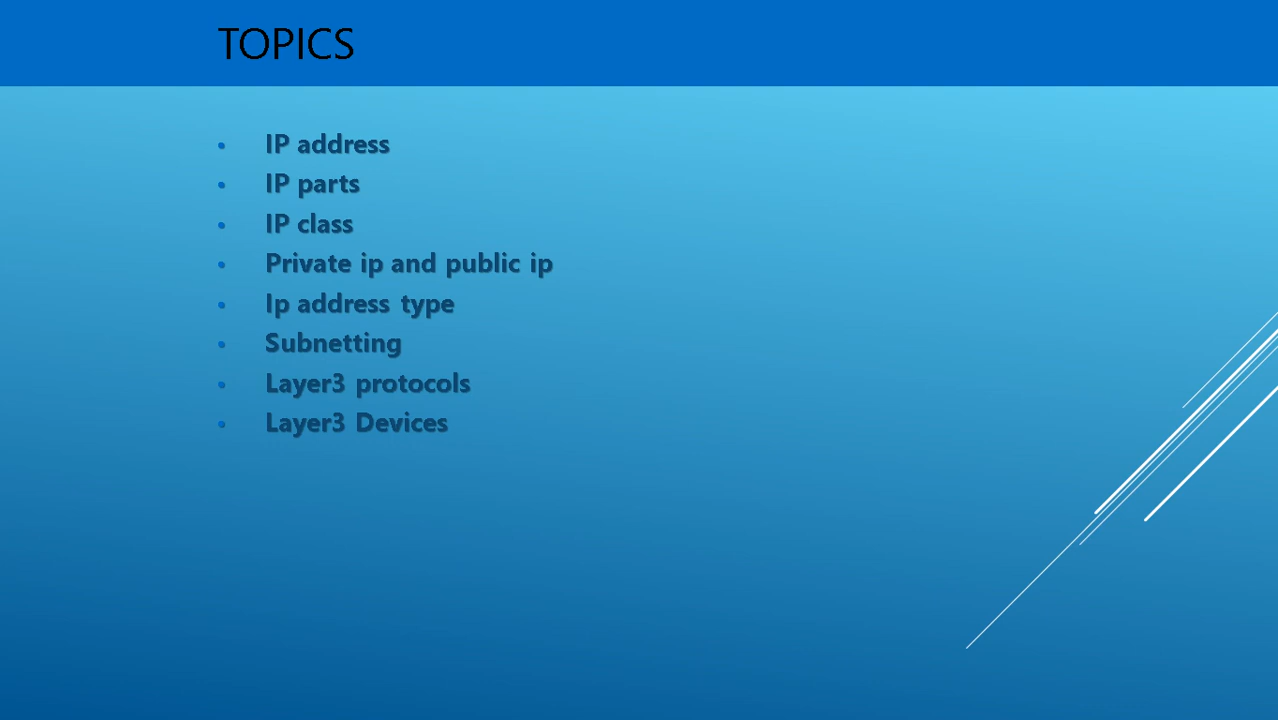 TOPICS
• IP address
• IP parts
• IP class
• Private ip and public ip
• Ip address type
• Subnetting
• Layer3 protocols
• Layer3 Devices